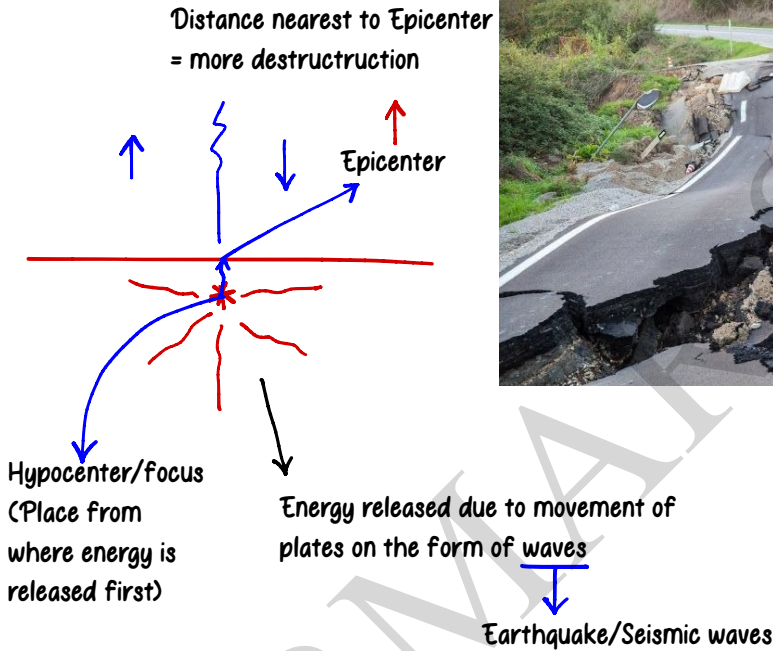 Distance nearest to Epicenter
= more destructruction
Epicenter
Hypocenter/focus
(Place from
where energy is
released first)
Energy released due to movement of
plates on the form of waves
Earthquake/Seismic waves